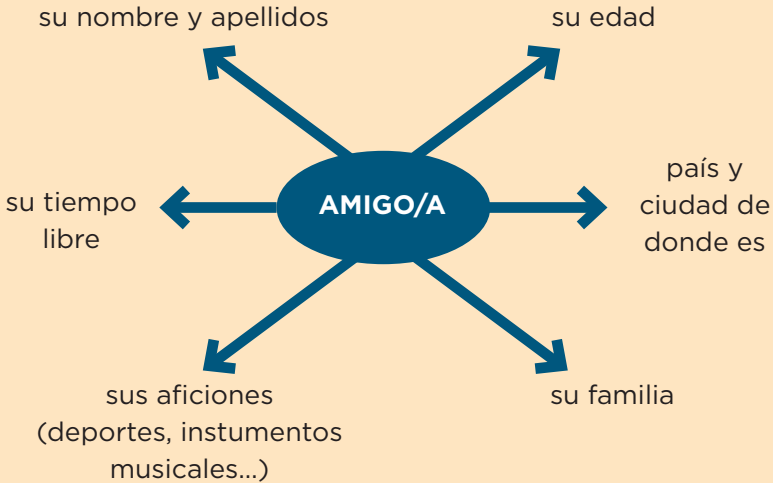 su nombre y apellidos
su edad
su tiempo
libre
AMIGO/A
país y
ciudad de
donde es
sus aficiones
(deportes, instumentos
musicales...)
su familia